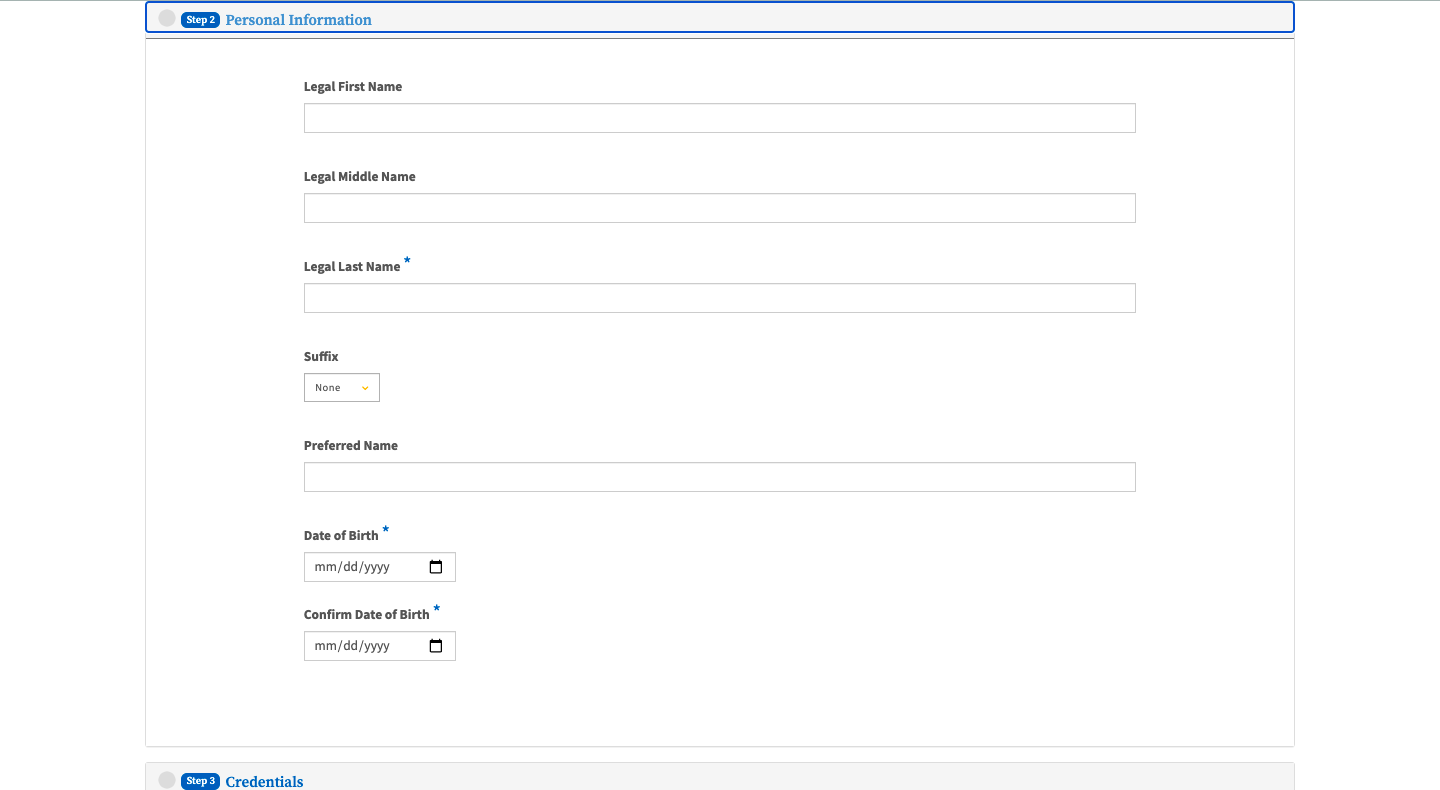 Step 2 Personal Information
Legal First Name
Legal Middle Name
Legal Last Name *
Suffix
None
Preferred Name
Date of Birth *
mm/dd/yyyy
Confirm Date of Birth *
mm/dd/yyyy
Step 3 Credentials